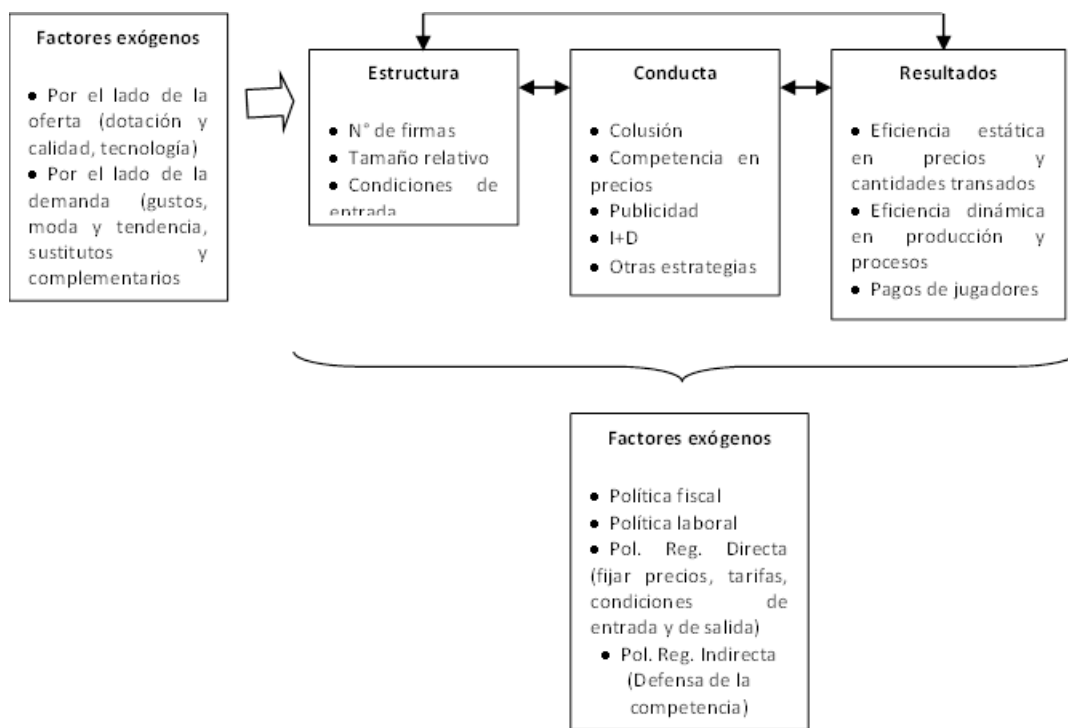 Factores exógenos
● Por el lado de la
oferta (dotación y
calidad, tecnología)
● Por el lado de la
demanda (gustos,
moda y tendencia,
sustitutos y
complementarios
Estructura
● N° de firmas
● Tamaño relativo
● Condiciones de
entrada
Conducta
● Colusión
● Competencia en
precios
● Publicidad
● I+D
● Otras estrategias
Resultados
● Eficiencia estática
en precios y
cantidades transados
● Eficiencia dinámica
en producción y
procesos
● Pagos de jugadores
Factores exógenos
● Política fiscal
● Política laboral
● Pol. Reg. Directa
(fijar precios, tarifas,
condiciones de
entrada y de salida)
● Pol. Reg. Indirecta
(Defensa de la
competencia)